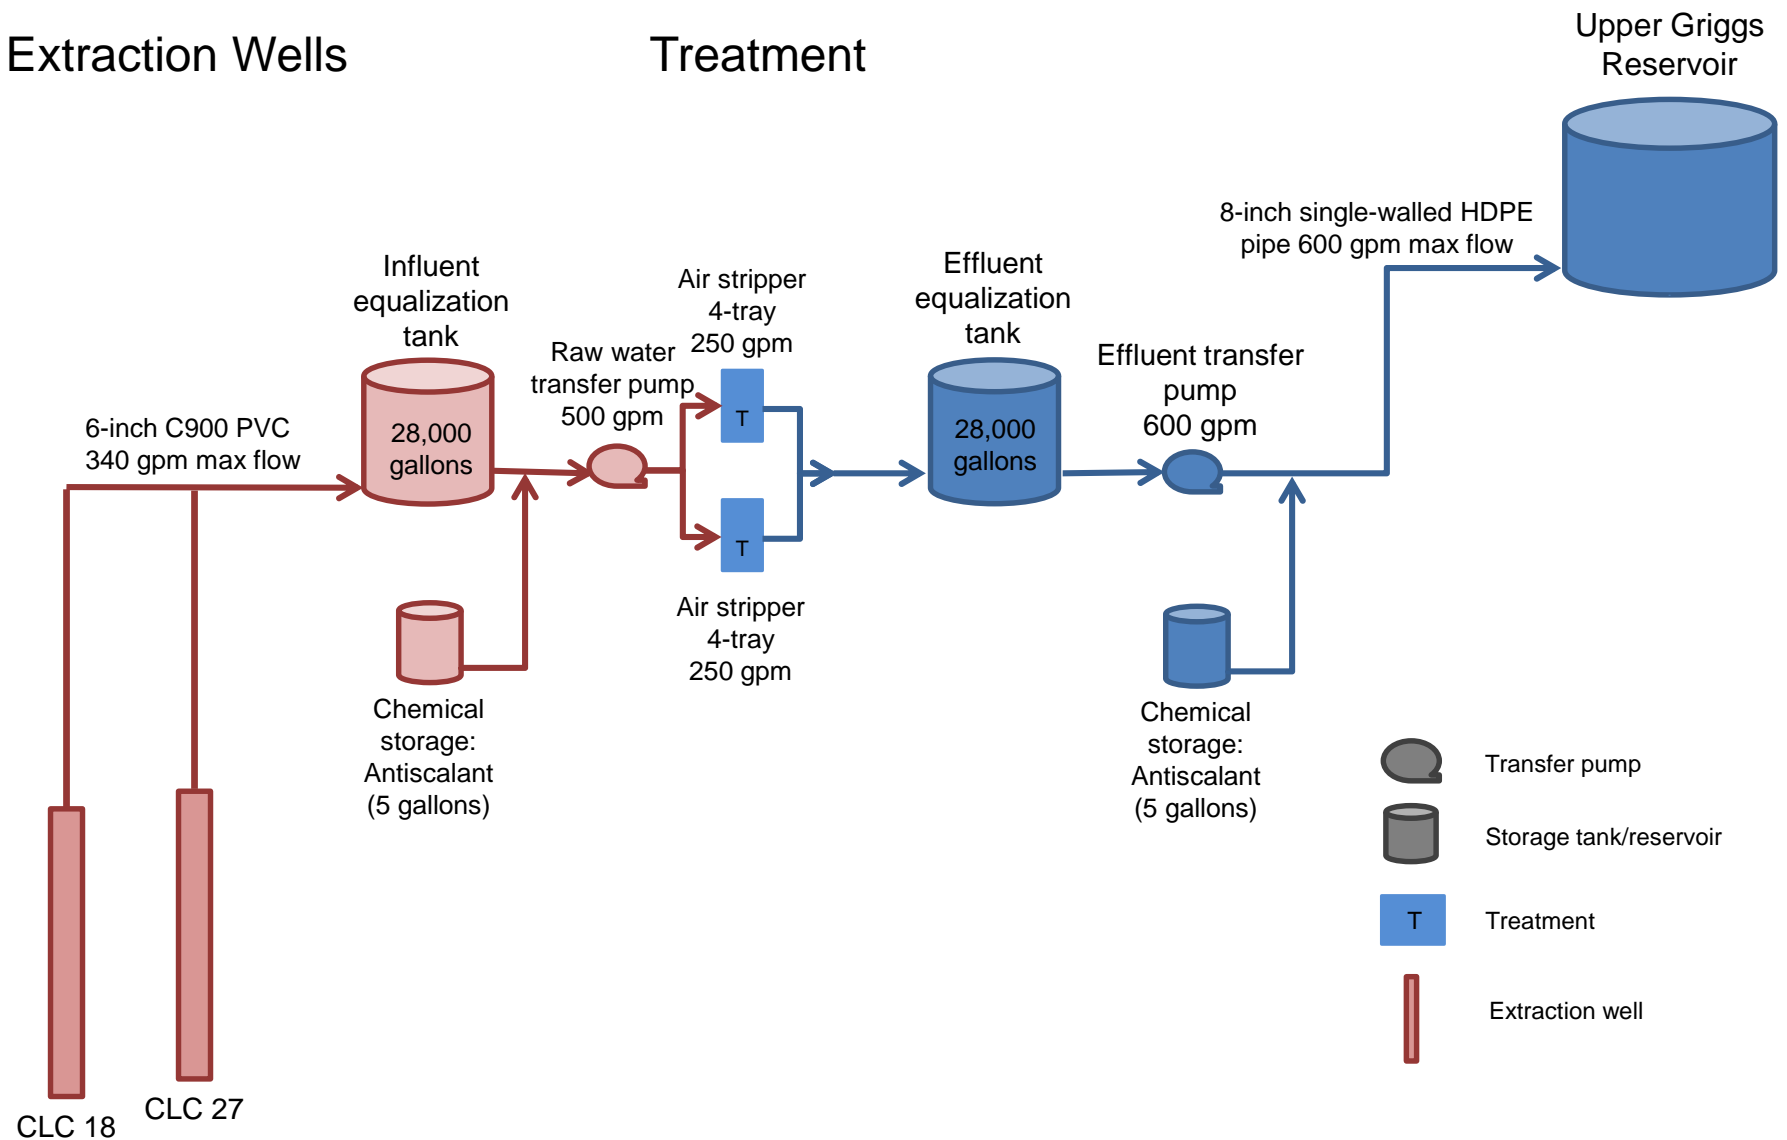 Extraction Wells
Treatment
Upper Griggs
Reservoir
8-inch single-walled HDPE
pipe 600 gpm max flow
Influent
equalization
tank
28,000
gallons
6-inch C900 PVC
340 gpm max flow
Raw water
transfer pump
500 gpm
Air stripper
4-tray
250 gpm
T
T
Air stripper
4-tray
250 gpm
Effluent
equalization
tank
28,000
gallons
Effluent transfer
pump
600 gpm
Chemical
storage:
Antiscalant
(5 gallons)
Chemical
storage:
Antiscalant
(5 gallons)
CLC 18
CLC 27
Transfer pump
Storage tank/reservoir
T
Treatment
Extraction well